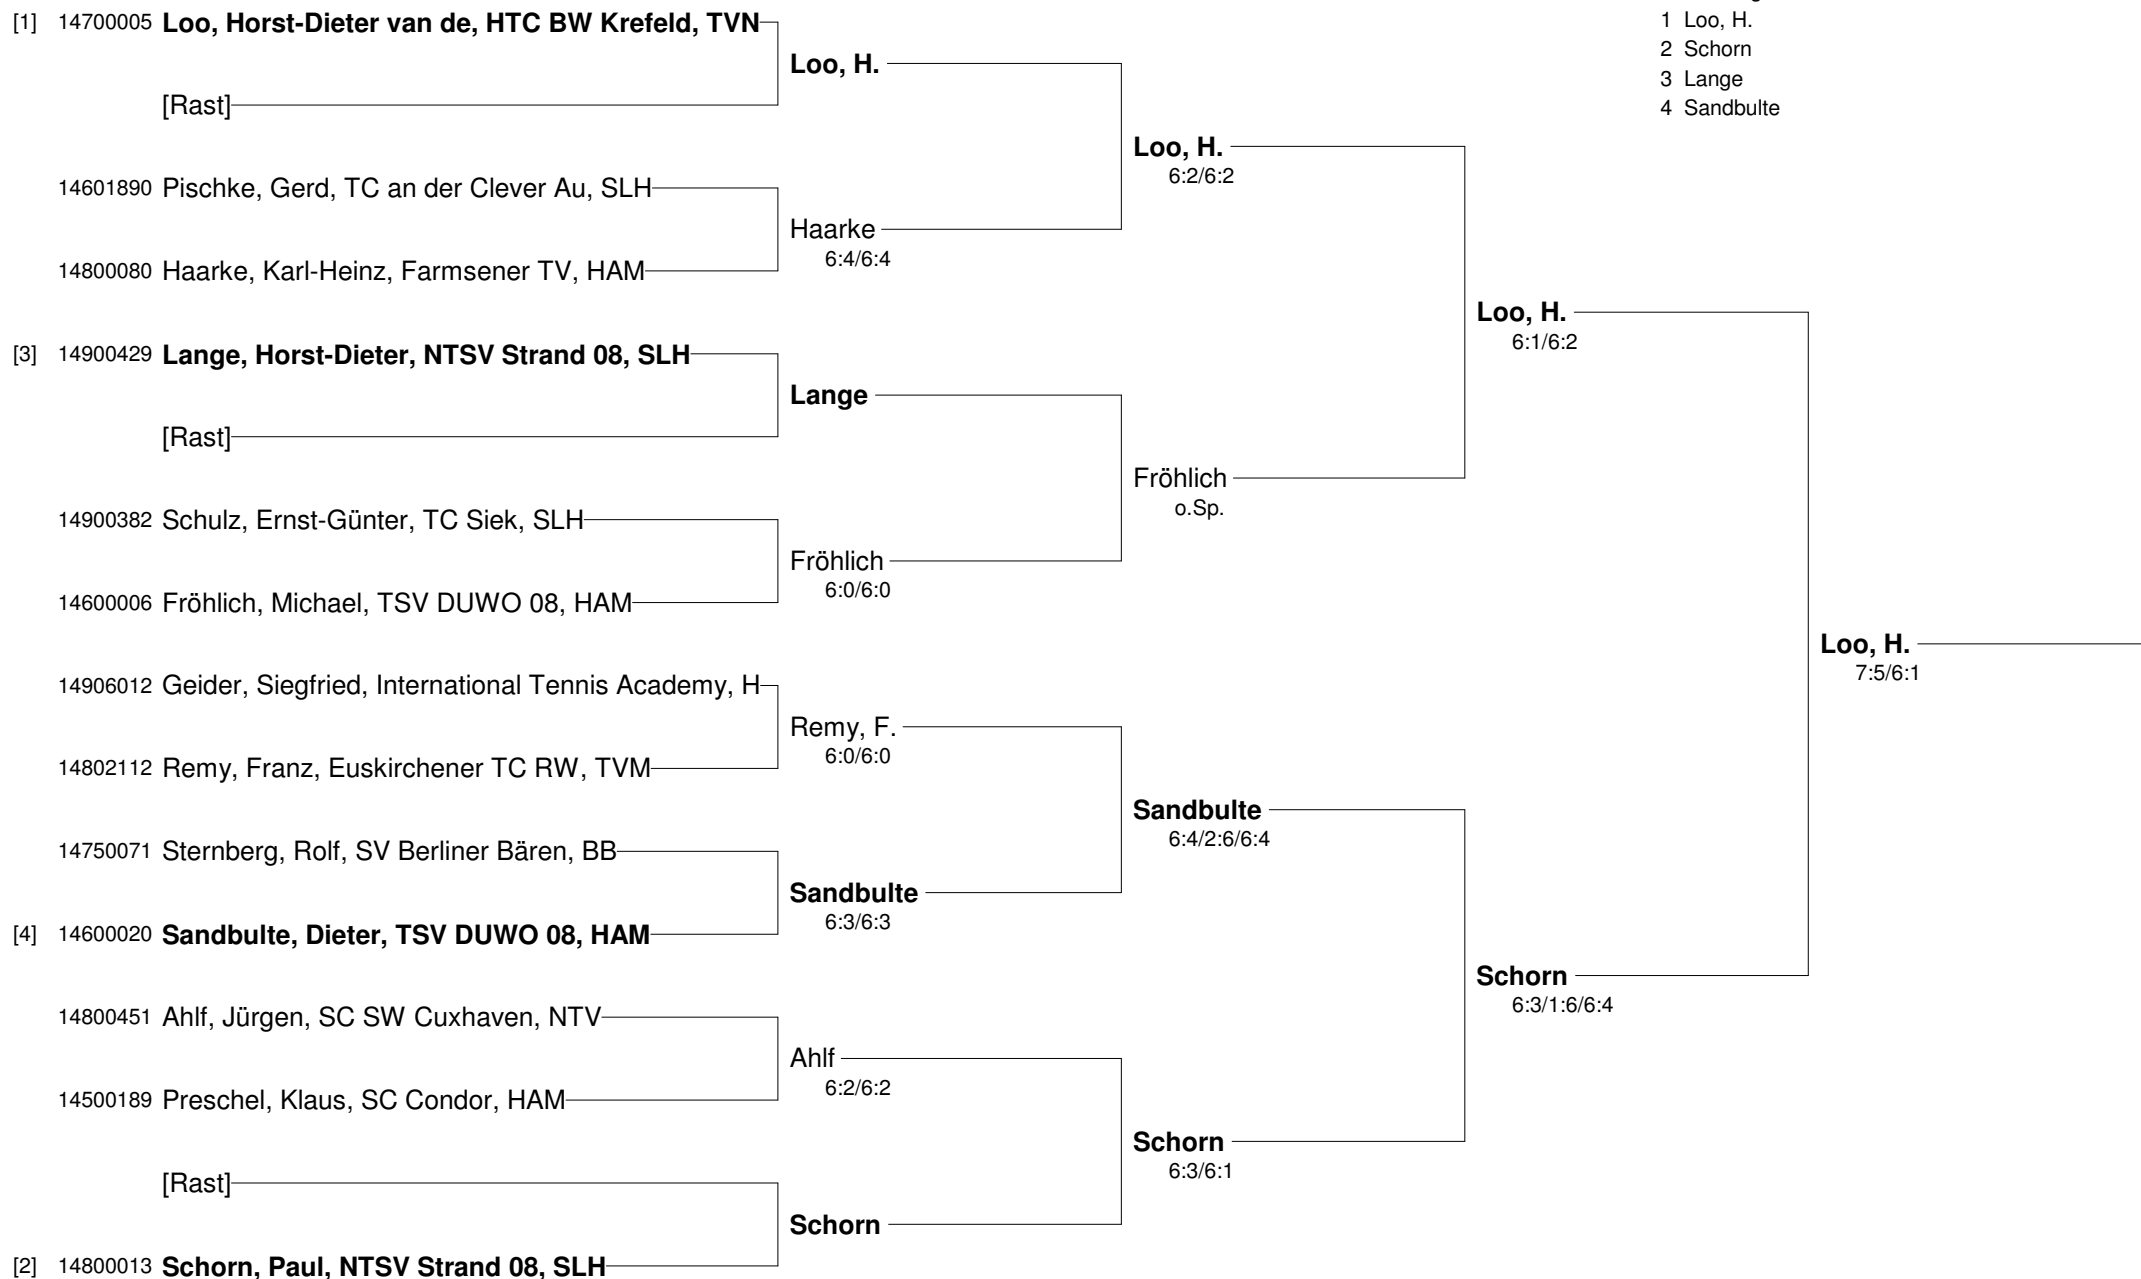 [1] 14700005 Loo, Horst-Dieter van de, HTC BW Krefeld, TVN
1 Loo, H.
2 Schorn
3 Lange
4 Sandbulte
Loo, H.
[Rast]
Loo, H.
6:2/6:2
14601890 Pischke, Gerd, TC an der Clever Au, SLH
Haarke
6:4/6:4
14800080 Haarke, Karl-Heinz, Farmsener TV, HAM
Loo, H.
6:1/6:2
[3] 14900429 Lange, Horst-Dieter, NTSV Strand 08, SLH
Lange
[Rast]
Fröhlich
o.Sp.
14900382 Schulz, Ernst-Günter, TC Siek, SLH
Fröhlich
6:0/6:0
14600006 Fröhlich, Michael, TSV DUWO 08, HAM
Loo, H.
7:5/6:1
14906012 Geider, Siegfried, International Tennis Academy, H
Remy, F.
6:0/6:0
14802112 Remy, Franz, Euskirchener TC RW, TVM
Sandbulte
6:4/2:6/6:4
14750071 Sternberg, Rolf, SV Berliner Bären, BB
Sandbulte
6:3/6:3
[4] 14600020 Sandbulte, Dieter, TSV DUWO 08, HAM
Schorn
6:3/1:6/6:4
14800451 Ahlf, Jürgen, SC SW Cuxhaven, NTV
Ahlf
6:2/6:2
14500189 Preschel, Klaus, SC Condor, HAM
Schorn
6:3/6:1
[Rast]
Schorn
[2] 14800013 Schorn, Paul, NTSV Strand 08, SLH